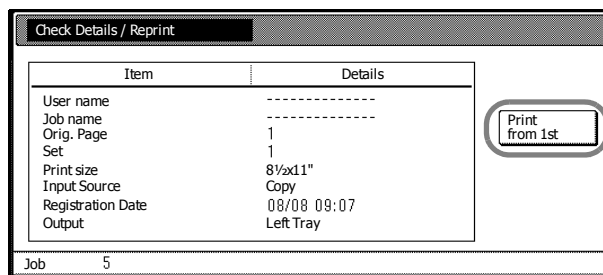 Check Details / Reprint
Item Details
User name --------------
Job name --------------
Orig. Page 1
Set 1
Print size 8½x11"
Input Source Copy
Registration Date 08/08 09:07
Output Left Tray
Print
from 1st
Job 5